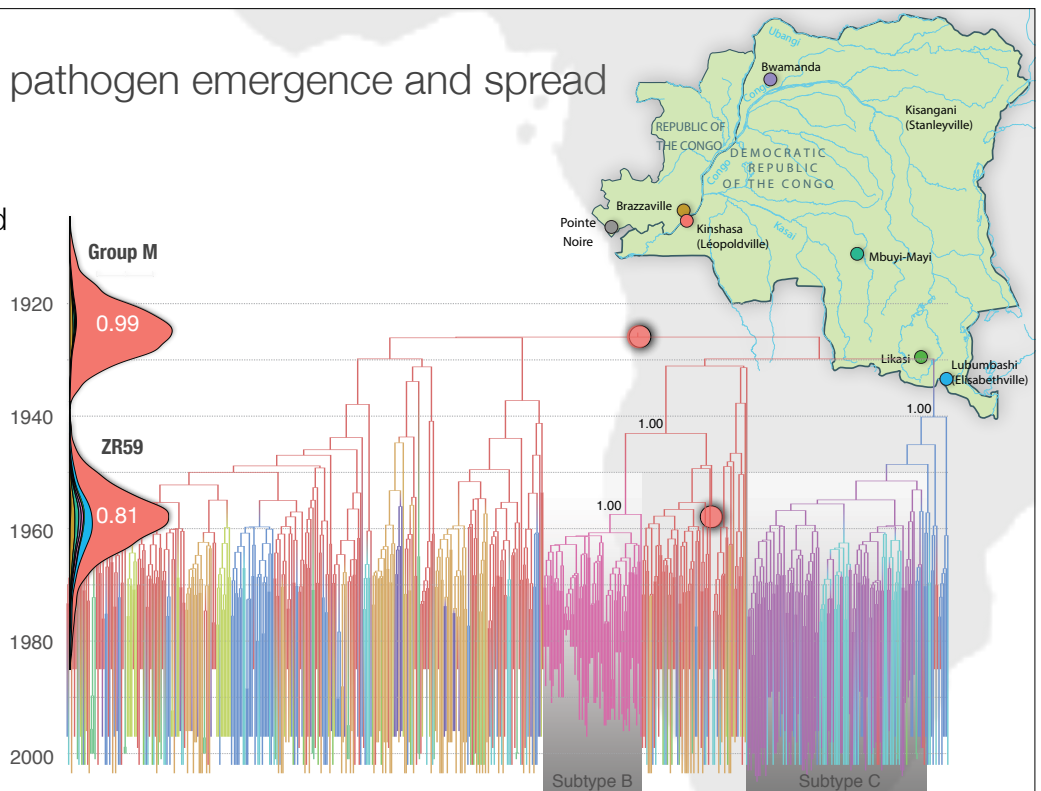 pathogen emergence and spread
d
Ubangi
Bwamanda
Congo
Kisangani
(Stanleyville)
REPUBLIC OF
THE CONGO
DEMOCRATIC
REPUBLIC
OF THE CONGO
Congo
Brazzaville
Pointe
Noire
Kinshasa
(Léopoldville)
Kasai
Mbuyi-Mayi
Likasi
Lubumbashi
(Elisabethville)
Group M
1920
0.99
1940
1.00
1.00
ZR59
0.81
1.00
1960
1980
2000
Subtype B
Subtype C